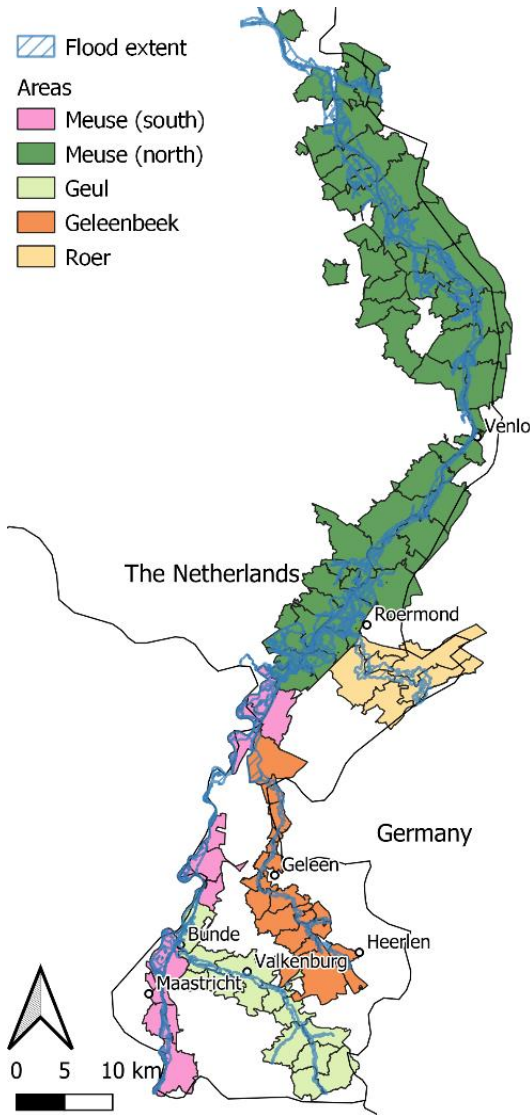 Flood extent
Areas
Meuse (south)
Meuse (north)
Geul
Geleenbeek
Roer
Venlo
The Netherlands
Roermond
Germany
Geleen
Bunde
Heerlen
Valkenburg
Maastricht
0 5 10 km